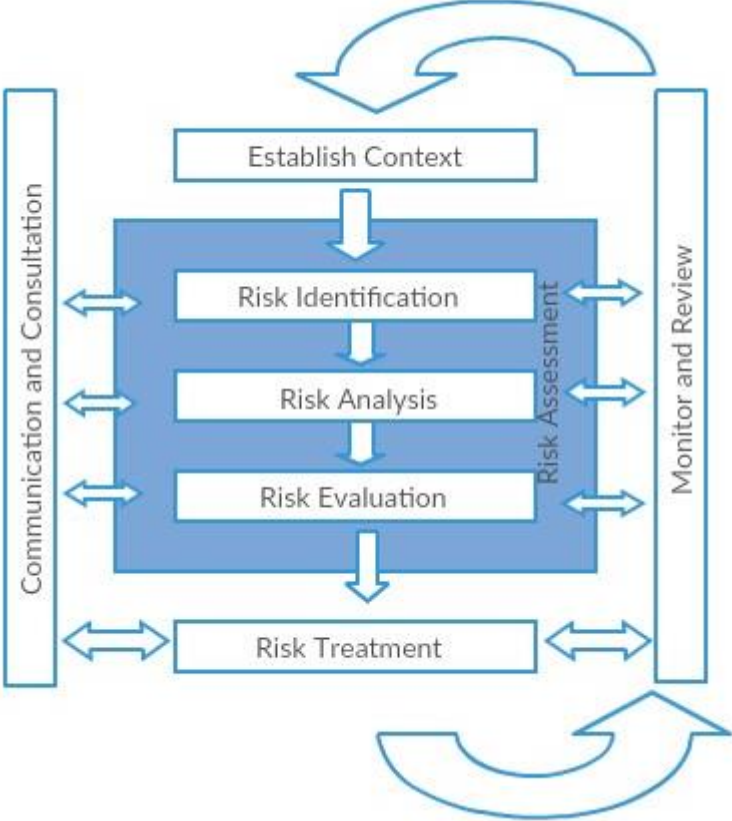 Establish Context
Communication and Consultation
Risk Identification
Risk Analysis
Risk Evaluation
Risk Assessment
Monitor and Review
Risk Treatment